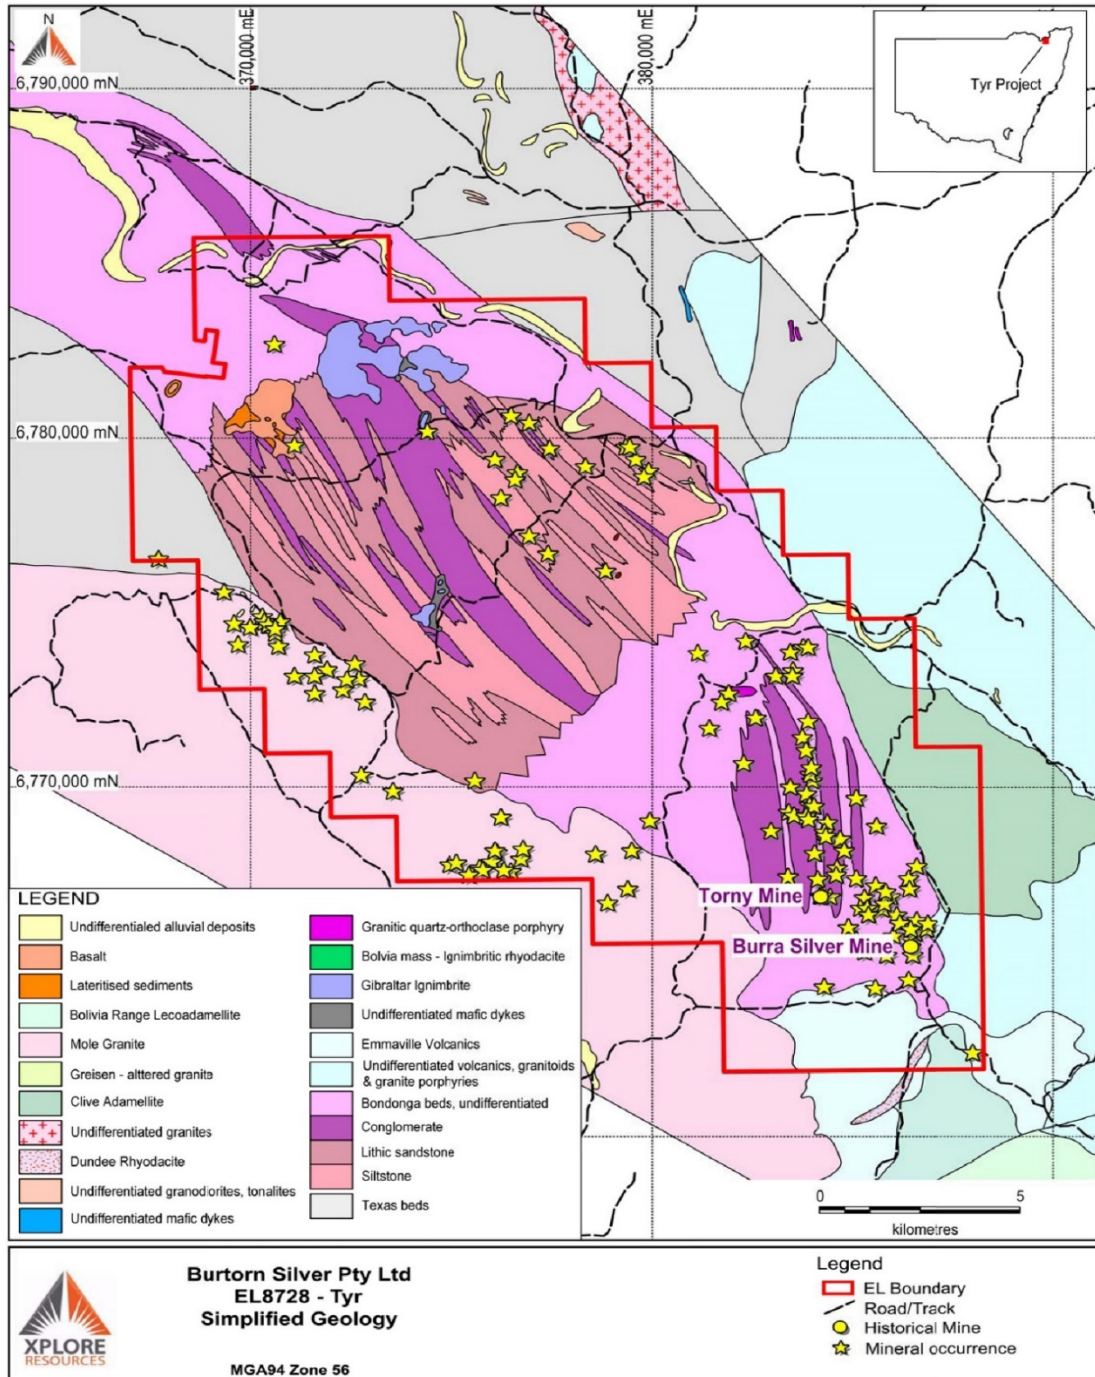 N
370,000 mE
380,000 mE
6,790,000 mN
Tyr Project
6,780,000 mN
6,770,000 mN
Torny Mine
Burra Silver Mine
LEGEND
Undifferentialed alluvial deposits
Basalt
Lateritised sediments
Bolivia Range Lecoadamellite
Mole Granite
Greisen - alttered granite
Clive Adamellite
Undifferentiated granites
Dundee Rhyodacite
Undifferentiated granodiorites, tonalites
Undifferentiated mafic dykes
Granitic quartz-orthoclase porphyry
Bolvia mass - Ignimbritic rhyodacite
Gibraltar Ignimbrite
Undifferentiated mafic dykes
Emmaville Volcanics
Undifferentiated volcanics, granitoids
& granite porphyries
Bondonga beds, undifferentiated
Conglomerate
Lithic sandstone
Siltstone
Texas beds
0 5
kilometres
XPLORE
RESOURCES
Burtorn Silver Pty Ltd
EL8728 - Tyr
Simplified Geology
MGA94 Zone 56
Legend
EL Boundary
Road/Track
Historical Mine
Mineral occurrence